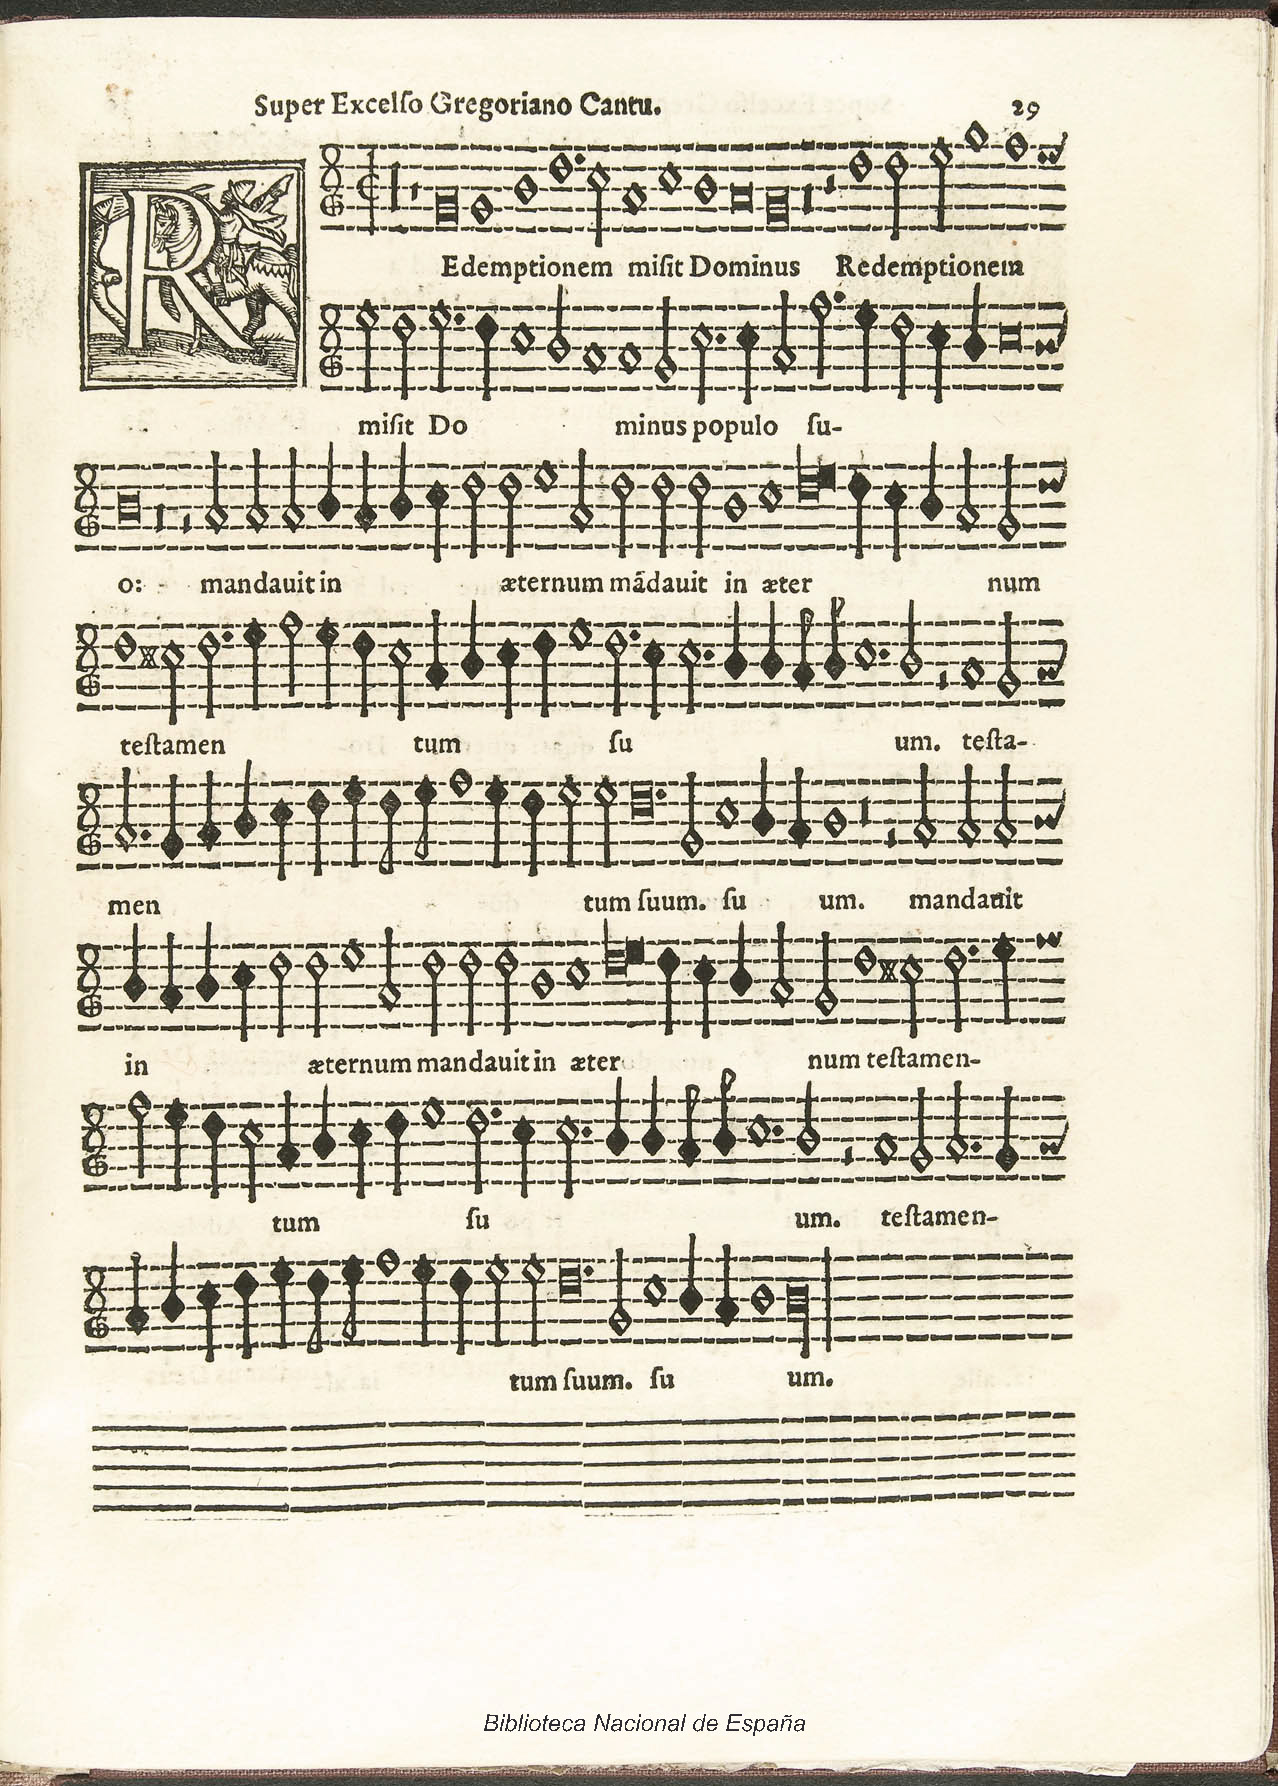 Super Excelſo Gregoriano Cantu. 29
REdemptionem miſit Dominus Redemptionem
miſit Do minus populo ſu-
o: mandauit in æternum mādauit in æter num
teſtamen tum ſu um. teſta-
men tum ſuum. ſu um. mandauit
in æternum mandauit in æter num teſtamen-
tum ſu um. teſtamen-
tum ſuum. ſu um.
Biblioteca Nacional de España